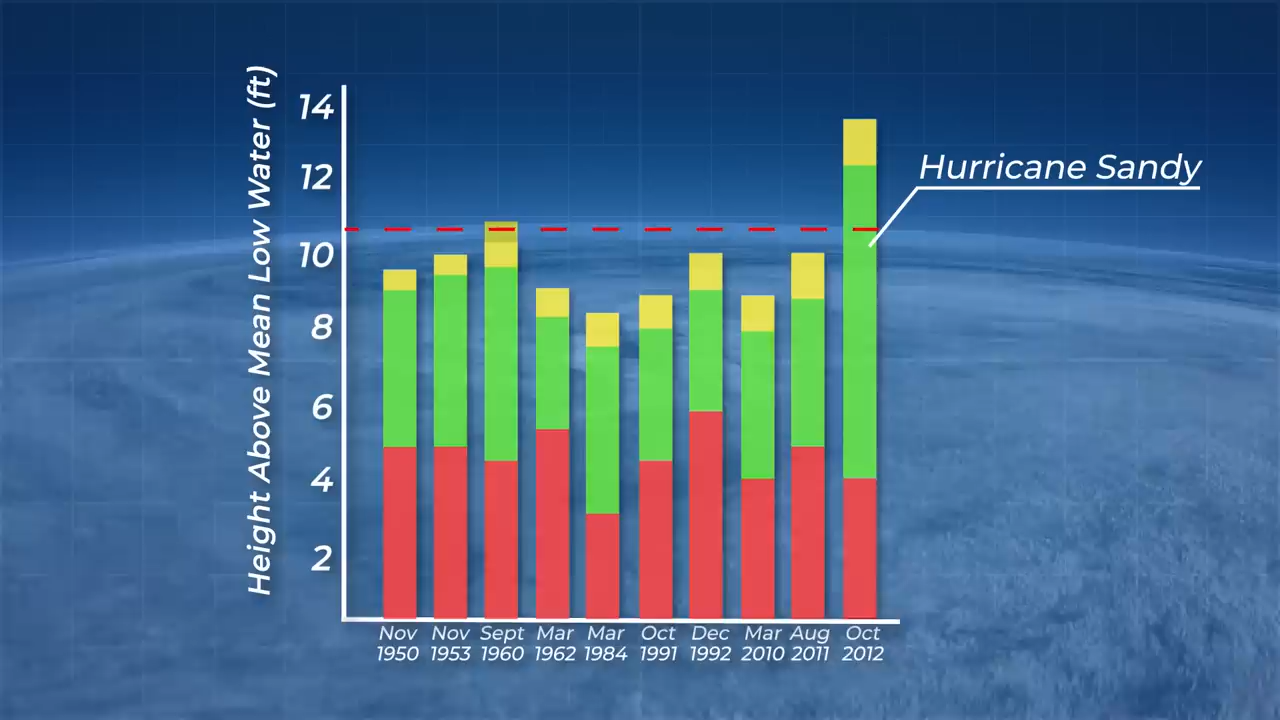 Height Above Mean Low Water (ft)
14
12
10
8
6
4
2
Hurricane Sandy
Nov Nov Sept Mar Mar Oct Dec Mar Aug Oct
1950 1953 1960 1962 1984 1991 1992 2010 2011 2012